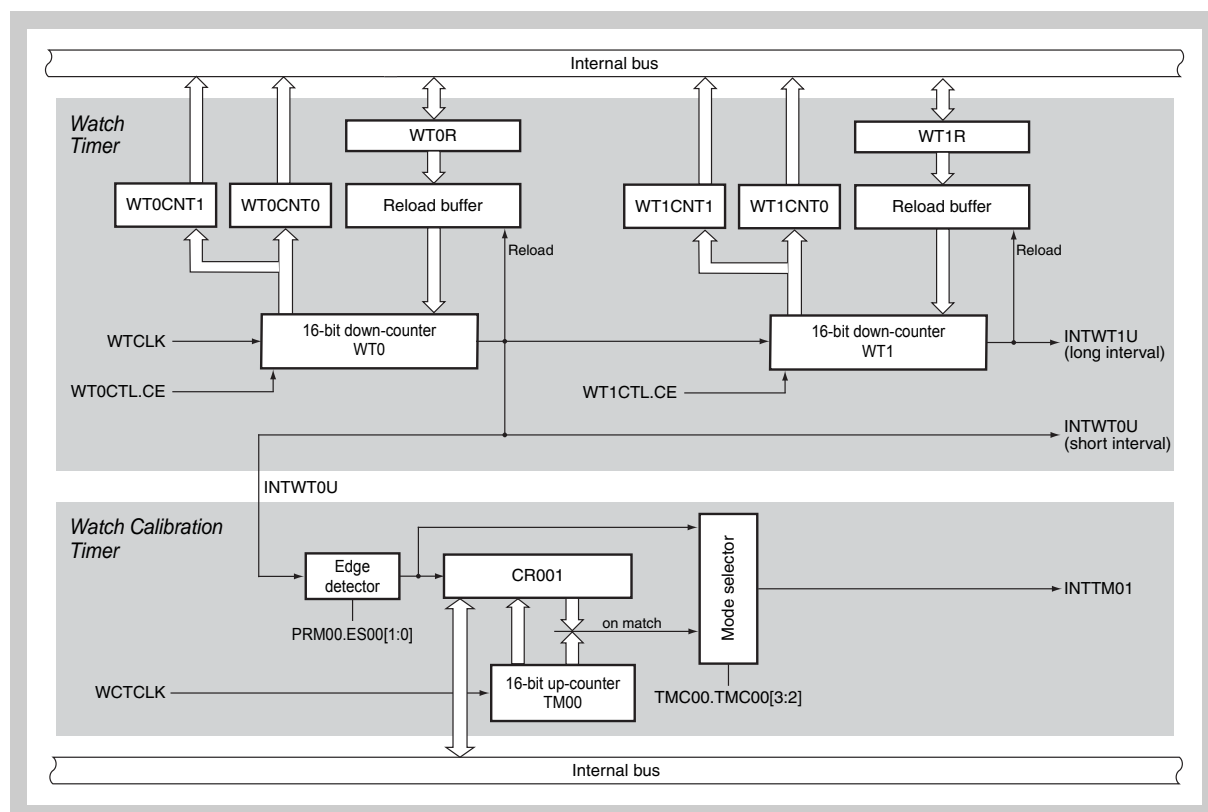 Internal bus
Watch
Timer
WT0R
WT1R
WT0CNT1
WT0CNT0
Reload buffer
WT1CNT1
WT1CNT0
Reload buffer
Reload
Reload
WTCLK
16-bit down-counter
WT0
16-bit down-counter
WT1
INTWT1U
(long interval)
WT0CTL.CE
WT1CTL.CE
INTWT0U
(short interval)
INTWT0U
Watch Calibration
Timer
Edge
detector
CR001
Mode selector
INTTM01
PRM00.ES00[1:0]
on match
WCTCLK
16-bit up-counter
TM00
TMC00.TMC00[3:2]
Internal bus